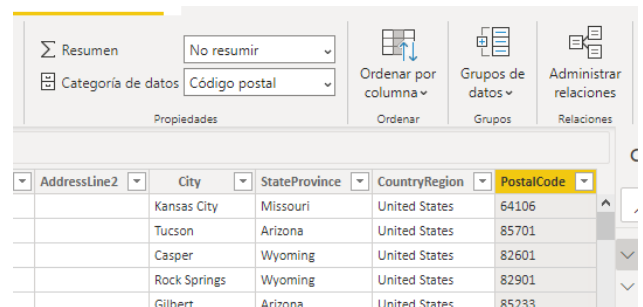 Resumen No resumir
Categoría de datos Código postal
Ordenar por columna
Grupos de datos
Administrar relaciones
Propiedades Ordenar Grupos Relaciones
AddressLine2 City StateProvince CountryRegion PostalCode
Kansas City Missouri United States 64106
Tucson Arizona United States 85701
Casper Wyoming United States 82601
Rock Springs Wyoming United States 82901
Gilbert Arizona United States 85233